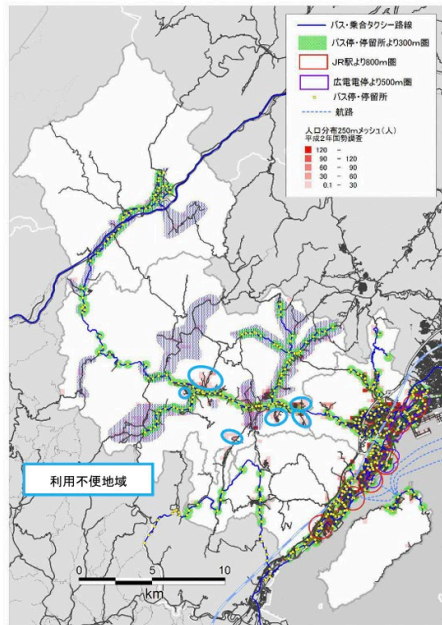 バス・乗合タクシー路線
バス停・停留所より300m圏
JR駅より800m圏
広電電停より500m圏
バス停・停留所
航路
人口分布250mメッシュ(人)
平成2年国勢調査
120 -
90 - 120
60 - 90
30 - 60
0.1 - 30
利用不便地域
0 5 10
km